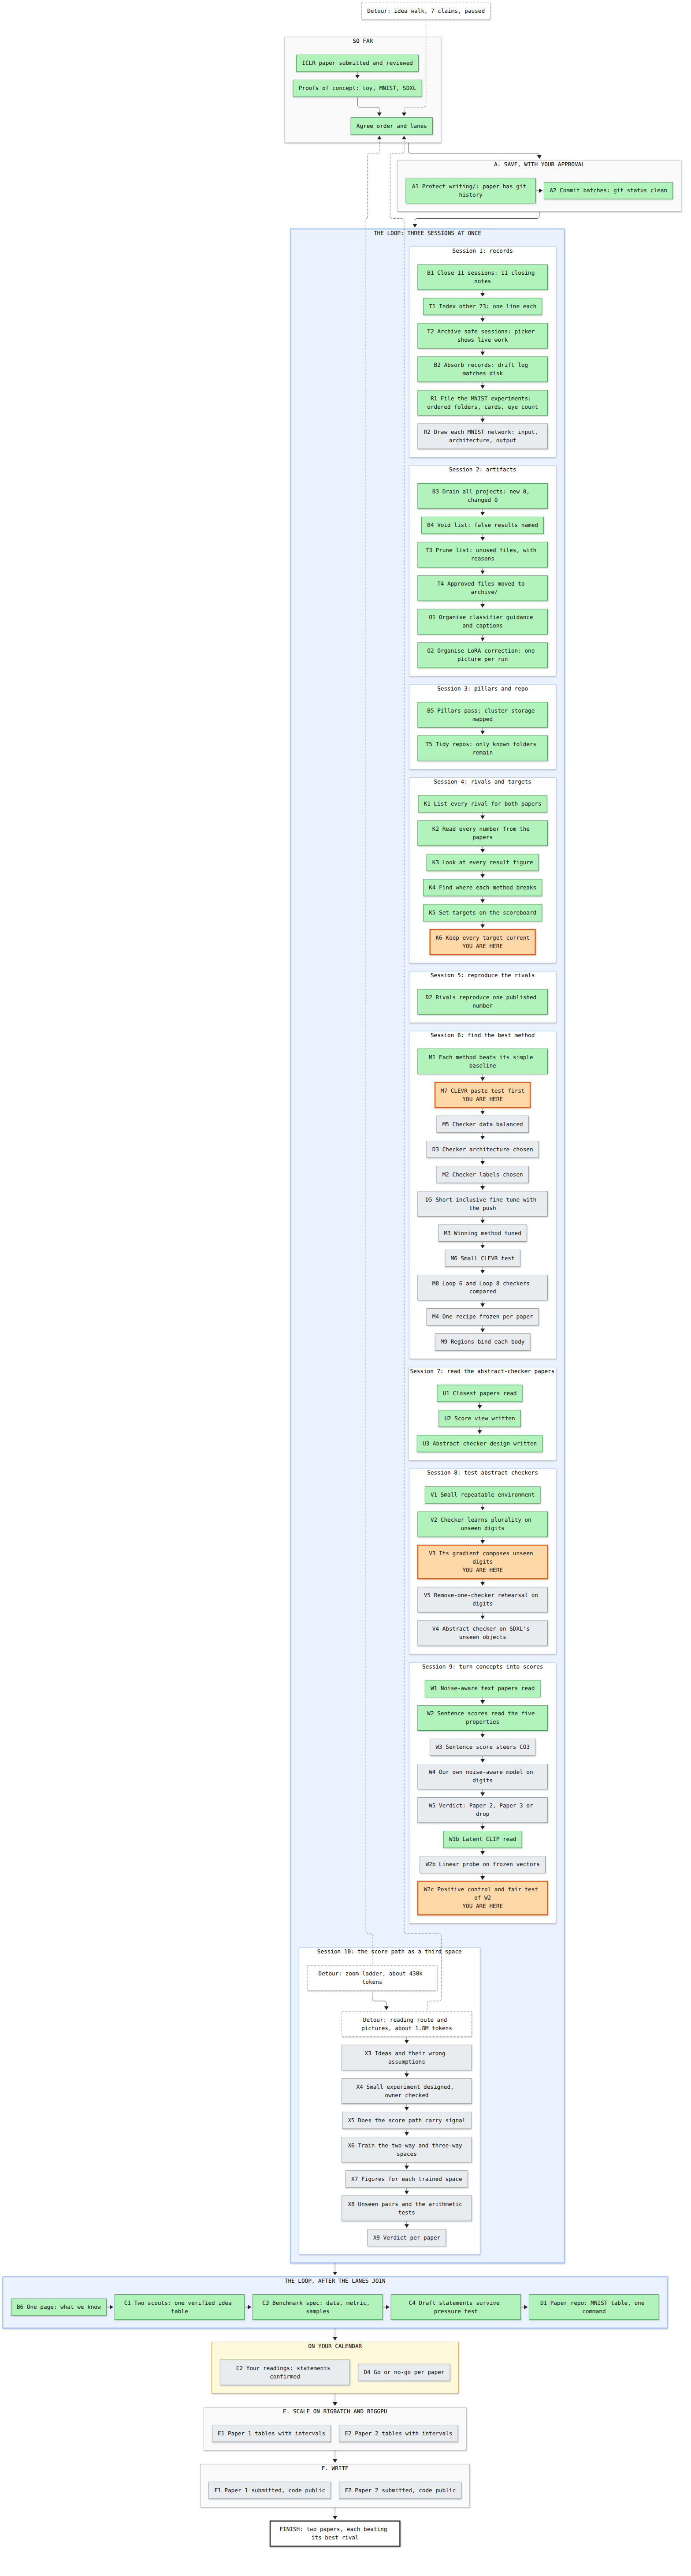 Detour: idea walk, 7 claims, paused
SO FAR
ICLR paper submitted and reviewed
Proofs of concept: toy, MNIST, SDXL
Agree order and lanes
A. SAVE, WITH YOUR APPROVAL
A1 Protect writing/: paper has git
history
A2 Commit batches: git status clean
THE LOOP: THREE SESSIONS AT ONCE
Session 1: records
B1 Close 11 sessions: 11 closing
notes
T1 Index other 73: one line each
T2 Archive safe sessions: picker
shows live work
B2 Absorb records: drift log
matches disk
R1 File the MNIST experiments:
ordered folders, cards, eye count
R2 Draw each MNIST network: input,
architecture, output
Session 2: artifacts
B3 Drain all projects: new 0,
changed 0
B4 Void list: false results named
T3 Prune list: unused files, with
reasons
T4 Approved files moved to
_archive/
O1 Organise classifier guidance
and captions
O2 Organise LoRA correction: one
picture per run
Session 3: pillars and repo
B5 Pillars pass; cluster storage
mapped
T5 Tidy repos: only known folders
remain
Session 4: rivals and targets
K1 List every rival for both papers
K2 Read every number from the
papers
K3 Look at every result figure
K4 Find where each method breaks
K5 Set targets on the scoreboard
K6 Keep every target current
YOU ARE HERE
Session 5: reproduce the rivals
D2 Rivals reproduce one published
number
Session 6: find the best method
M1 Each method beats its simple
baseline
M7 CLEVR paste test first
YOU ARE HERE
M5 Checker data balanced
D3 Checker architecture chosen
M2 Checker labels chosen
D5 Short inclusive fine-tune with
the push
M3 Winning method tuned
M6 Small CLEVR test
M8 Loop 6 and Loop 8 checkers
compared
M4 One recipe frozen per paper
M9 Regions bind each body
Session 7: read the abstract-checker papers
U1 Closest papers read
U2 Score view written
U3 Abstract-checker design written
Session 8: test abstract checkers
V1 Small repeatable environment
V2 Checker learns plurality on
unseen digits
V3 Its gradient composes unseen
digits
YOU ARE HERE
V5 Remove-one-checker rehearsal on
digits
V4 Abstract checker on SDXL's
unseen objects
Session 9: turn concepts into scores
W1 Noise-aware text papers read
W2 Sentence scores read the five
properties
W3 Sentence score steers CO3
W4 Our own noise-aware model on
digits
W5 Verdict: Paper 2, Paper 3 or
drop
W1b Latent CLIP read
W2b Linear probe on frozen vectors
W2c Positive control and fair test
of W2
YOU ARE HERE
Session 10: the score path as a third space
Detour: zoom-ladder, about 430k
tokens
Detour: reading route and
pictures, about 1.8M tokens
X3 Ideas and their wrong
assumptions
X4 Small experiment designed,
owner checked
X5 Does the score path carry signal
X6 Train the two-way and three-way
spaces
X7 Figures for each trained space
X8 Unseen pairs and the arithmetic
tests
X9 Verdict per paper
THE LOOP, AFTER THE LANES JOIN
B6 One page: what we know
C1 Two scouts: one verified idea
table
C3 Benchmark spec: data, metric,
samples
C4 Draft statements survive
pressure test
D1 Paper repo: MNIST table, one
command
ON YOUR CALENDAR
C2 Your readings: statements
confirmed
D4 Go or no-go per paper
E. SCALE ON BIGBATCH AND BIGGPU
E1 Paper 1 tables with intervals
E2 Paper 2 tables with intervals
F. WRITE
F1 Paper 1 submitted, code public
F2 Paper 2 submitted, code public
FINISH: two papers, each beating
its best rival